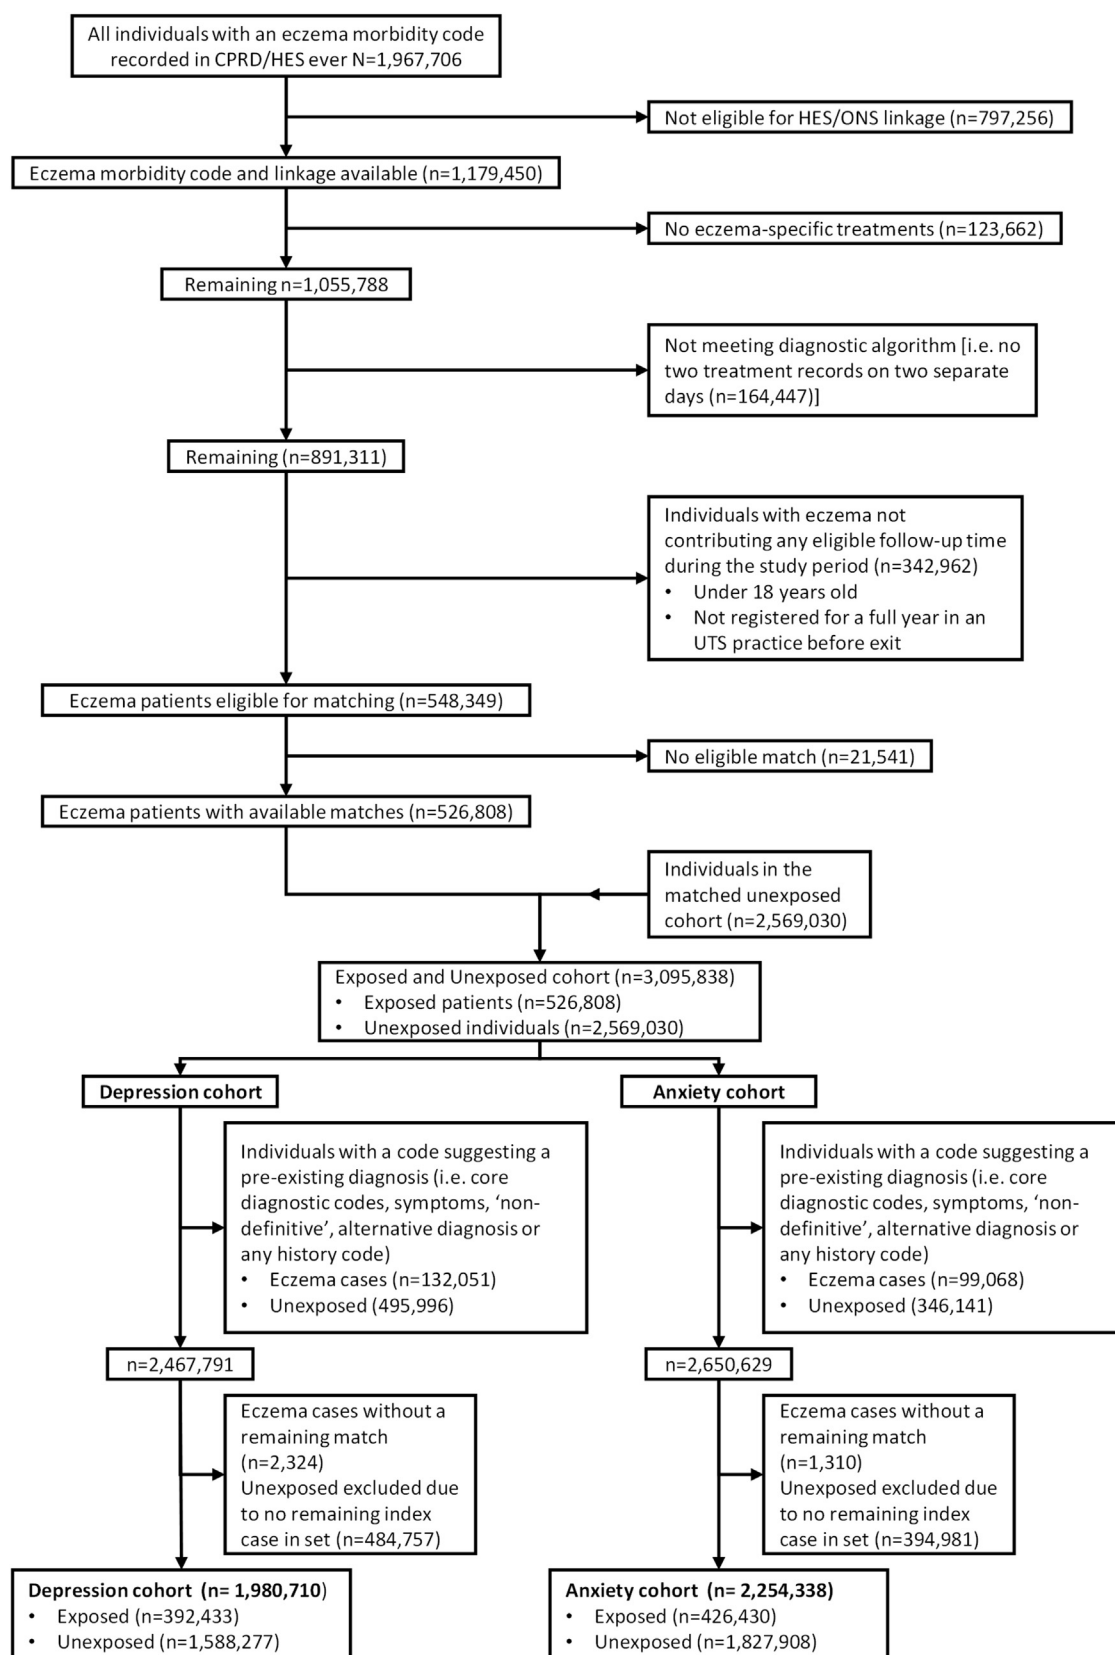 All individuals with an eczema morbidity code
recorded in CPRD/HES ever N=1,967,706
Not eligible for HES/ONS linkage (n=797,256)
Eczema morbidity code and linkage available (n=1,179,450)
No eczema-specific treatments (n=123,662)
Remaining n=1,055,788
Not meeting diagnostic algorithm [i.e. no
two treatment records on two separate
days (n=164,447)]
Remaining (n=891,311)
Individuals with eczema not
contributing any eligible follow-up time
during the study period (n=342,962)
• Under 18 years old
• Not registered for a full year in an
UTS practice before exit
Eczema patients eligible for matching (n=548,349)
No eligible match (n=21,541)
Eczema patients with available matches (n=526,808)
Individuals in the
matched unexposed
cohort (n=2,569,030)
Exposed and Unexposed cohort (n=3,095,838)
• Exposed patients (n=526,808)
• Unexposed individuals (n=2,569,030)
Depression cohort
Individuals with a code suggesting a
pre-existing diagnosis (i.e. core
diagnostic codes, symptoms, ‘non-
definitive’, alternative diagnosis or
any history code)
• Eczema cases (n=132,051)
• Unexposed (495,996)
n=2,467,791
Eczema cases without a
remaining match
(n=2,324)
Unexposed excluded due
to no remaining index
case in set (n=484,757)
Depression cohort (n= 1,980,710)
• Exposed (n=392,433)
• Unexposed (n=1,588,277)
Anxiety cohort
Individuals with a code suggesting a
pre-existing diagnosis (i.e. core
diagnostic codes, symptoms, ‘non-
definitive’, alternative diagnosis or
any history code)
• Eczema cases (n=99,068)
• Unexposed (346,141)
n=2,650,629
Eczema cases without a
remaining match
(n=1,310)
Unexposed excluded due
to no remaining index
case in set (n=394,981)
Anxiety cohort (n= 2,254,338)
• Exposed (n=426,430)
• Unexposed (n=1,827,908)